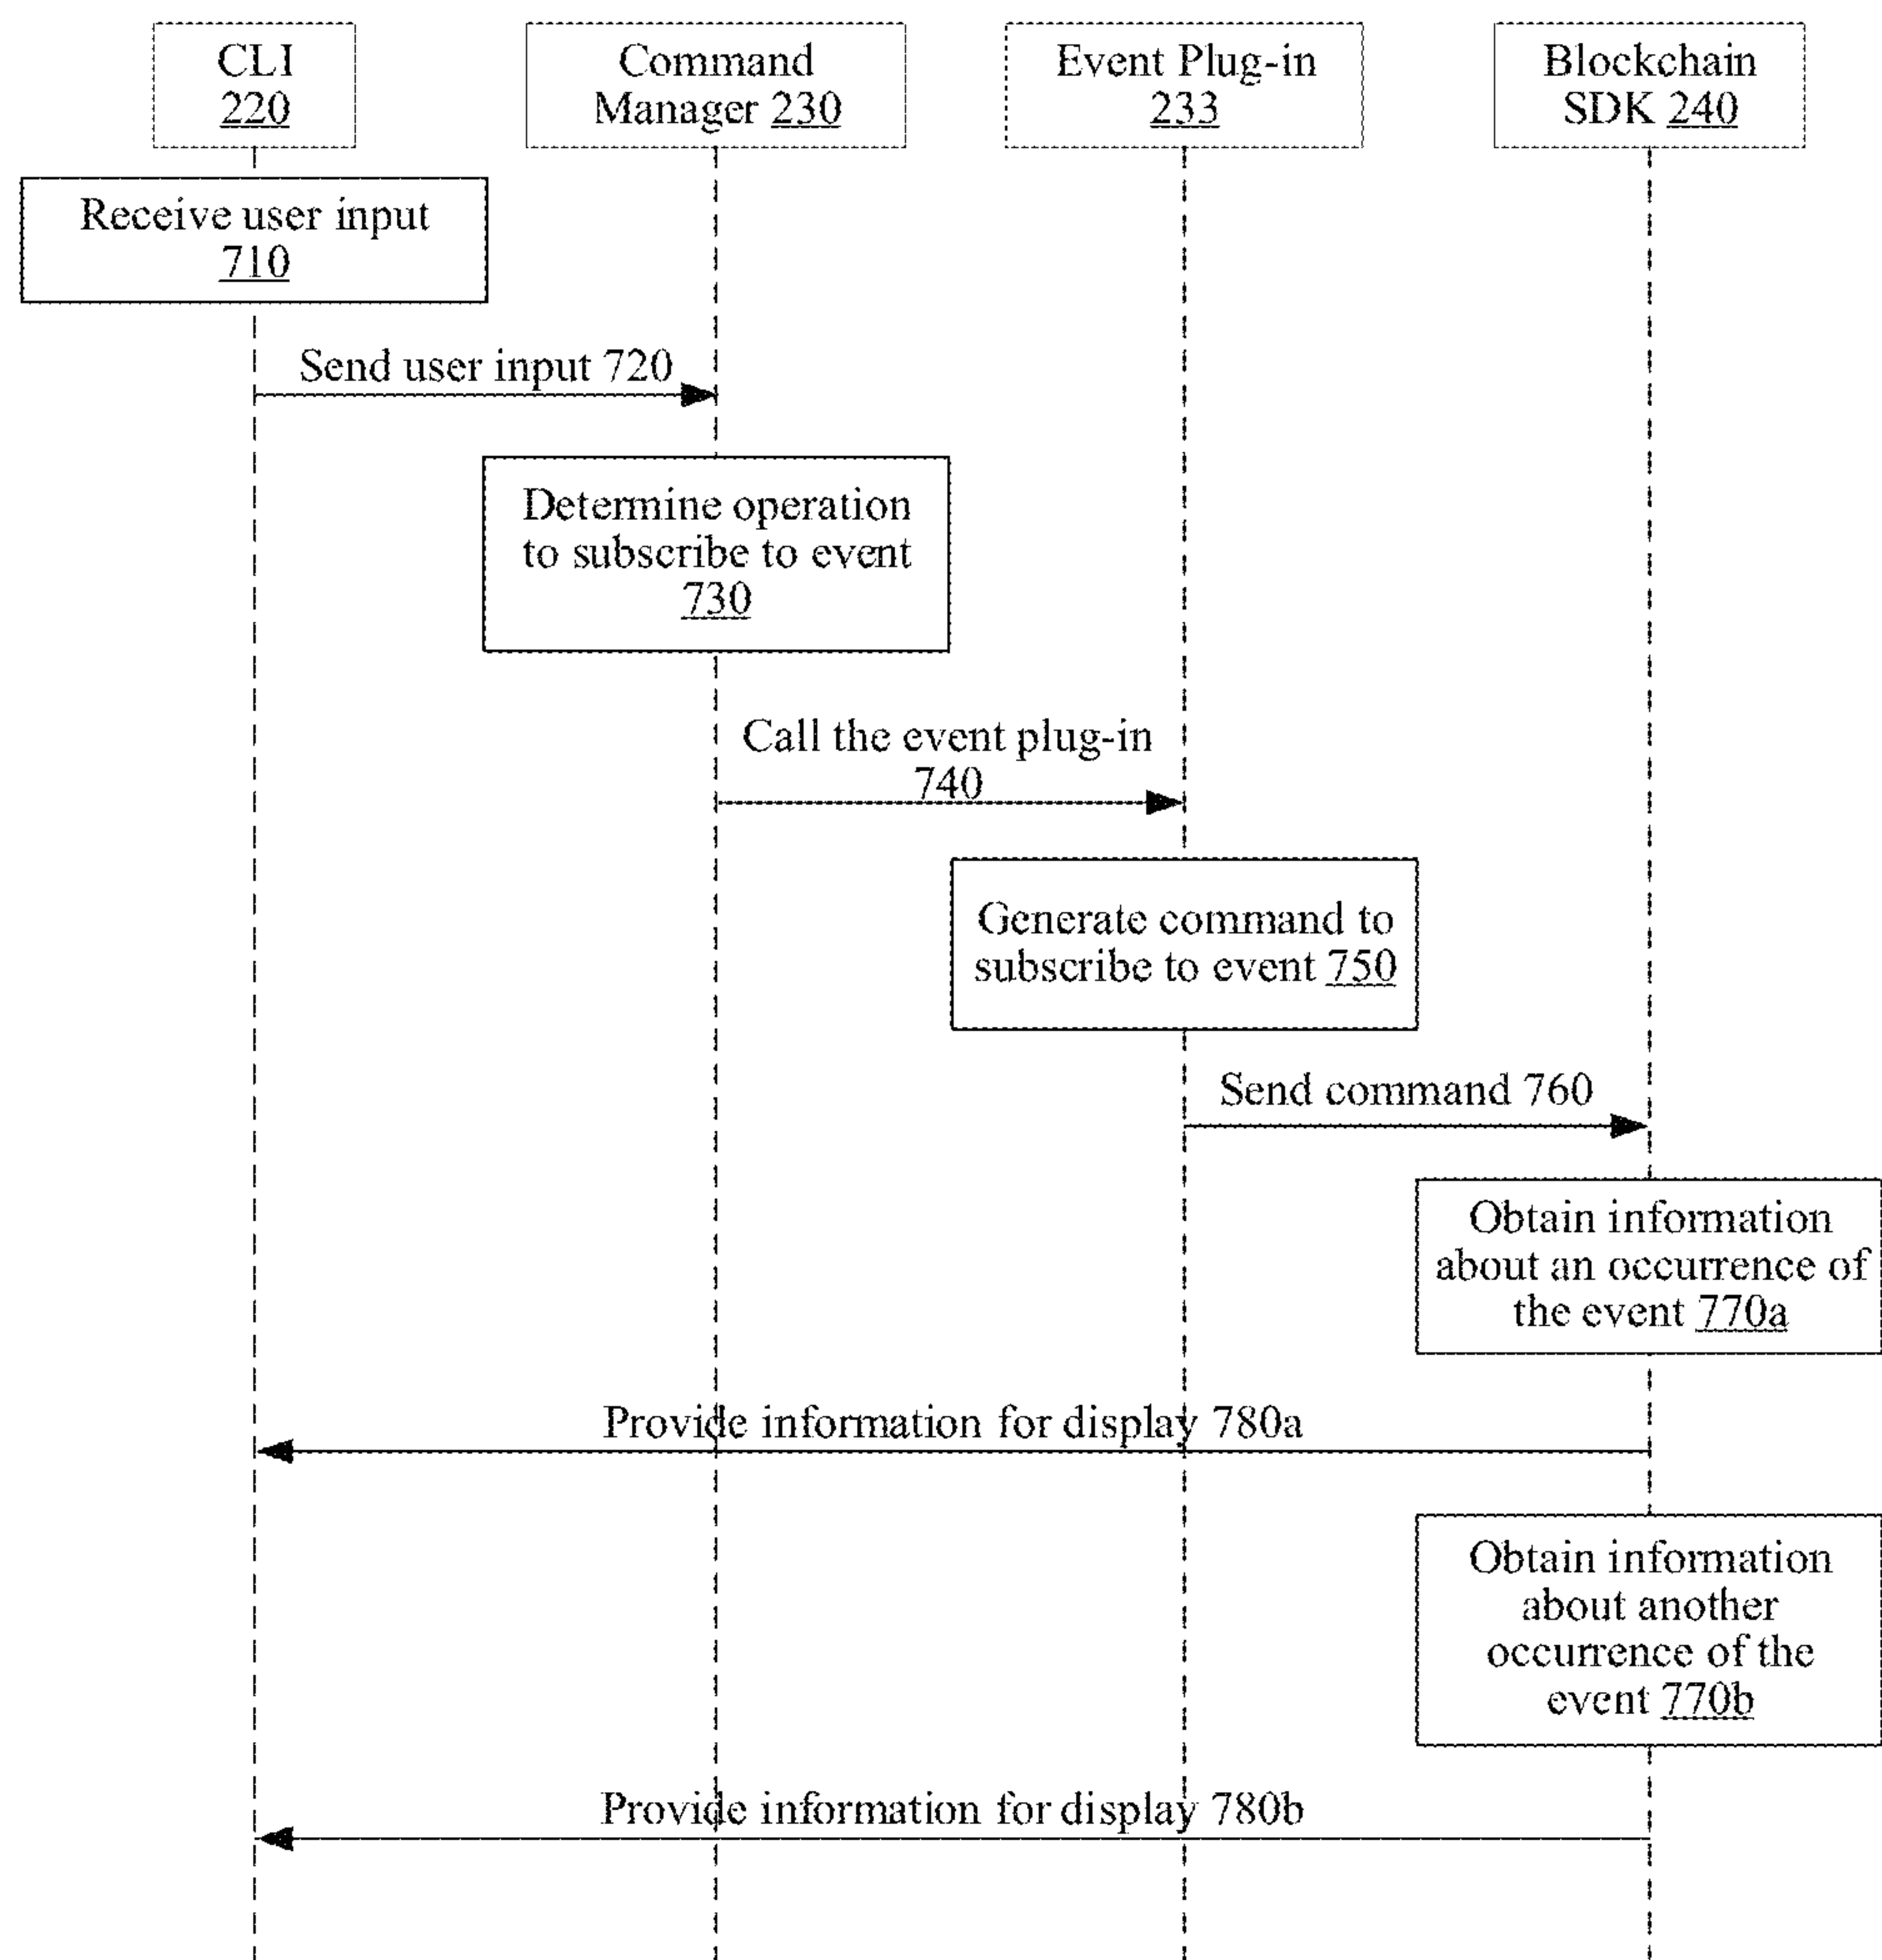 CLI
220
Command
Manager 230
Event Plug-in
233
Blockchain
SDK 240
Receive user input
710
Send user input 720
Determine operation
to subscribe to event
730
Call the event plug-in
740
Generate command to
subscribe to event 750
Send command 760
Obtain information
about an occurrence of
the event 770a
Provide information for display 780a
Obtain information
about another
occurrence of the
event 770b
Provide information for display 780b